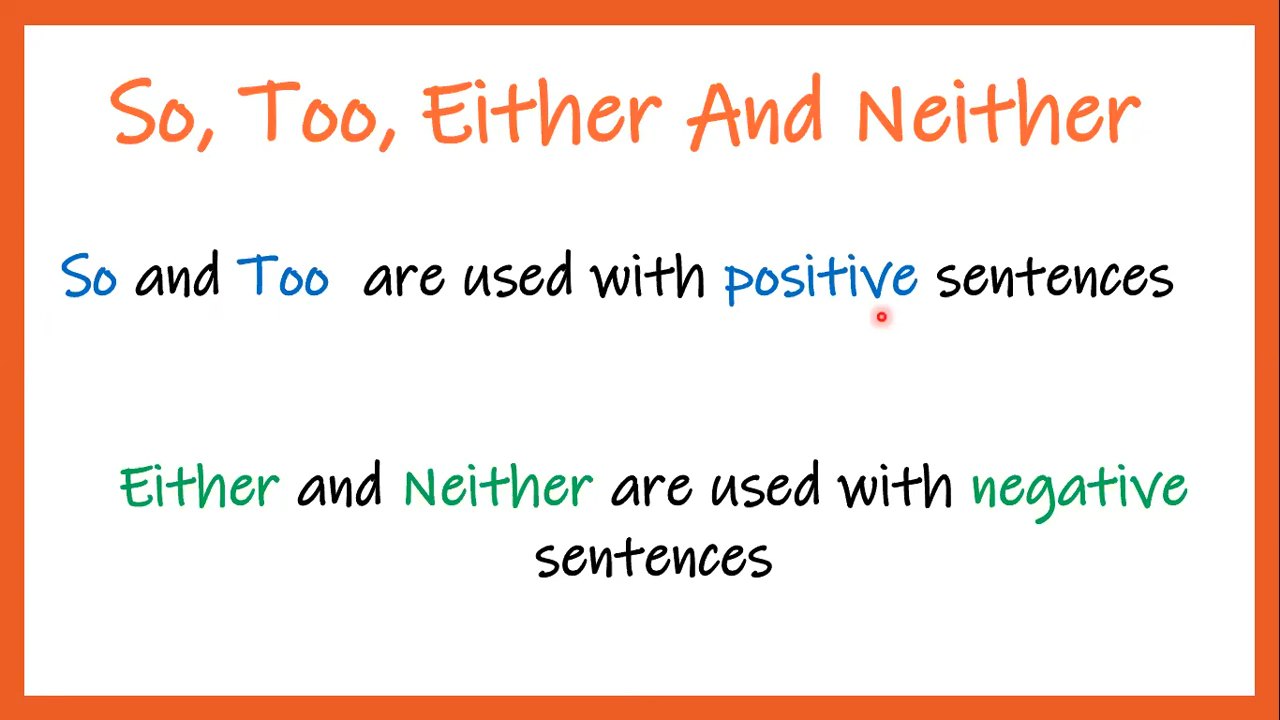 So, Too, Either And Neither
So and Too are used with positive sentences
Either and Neither are used with negative
sentences